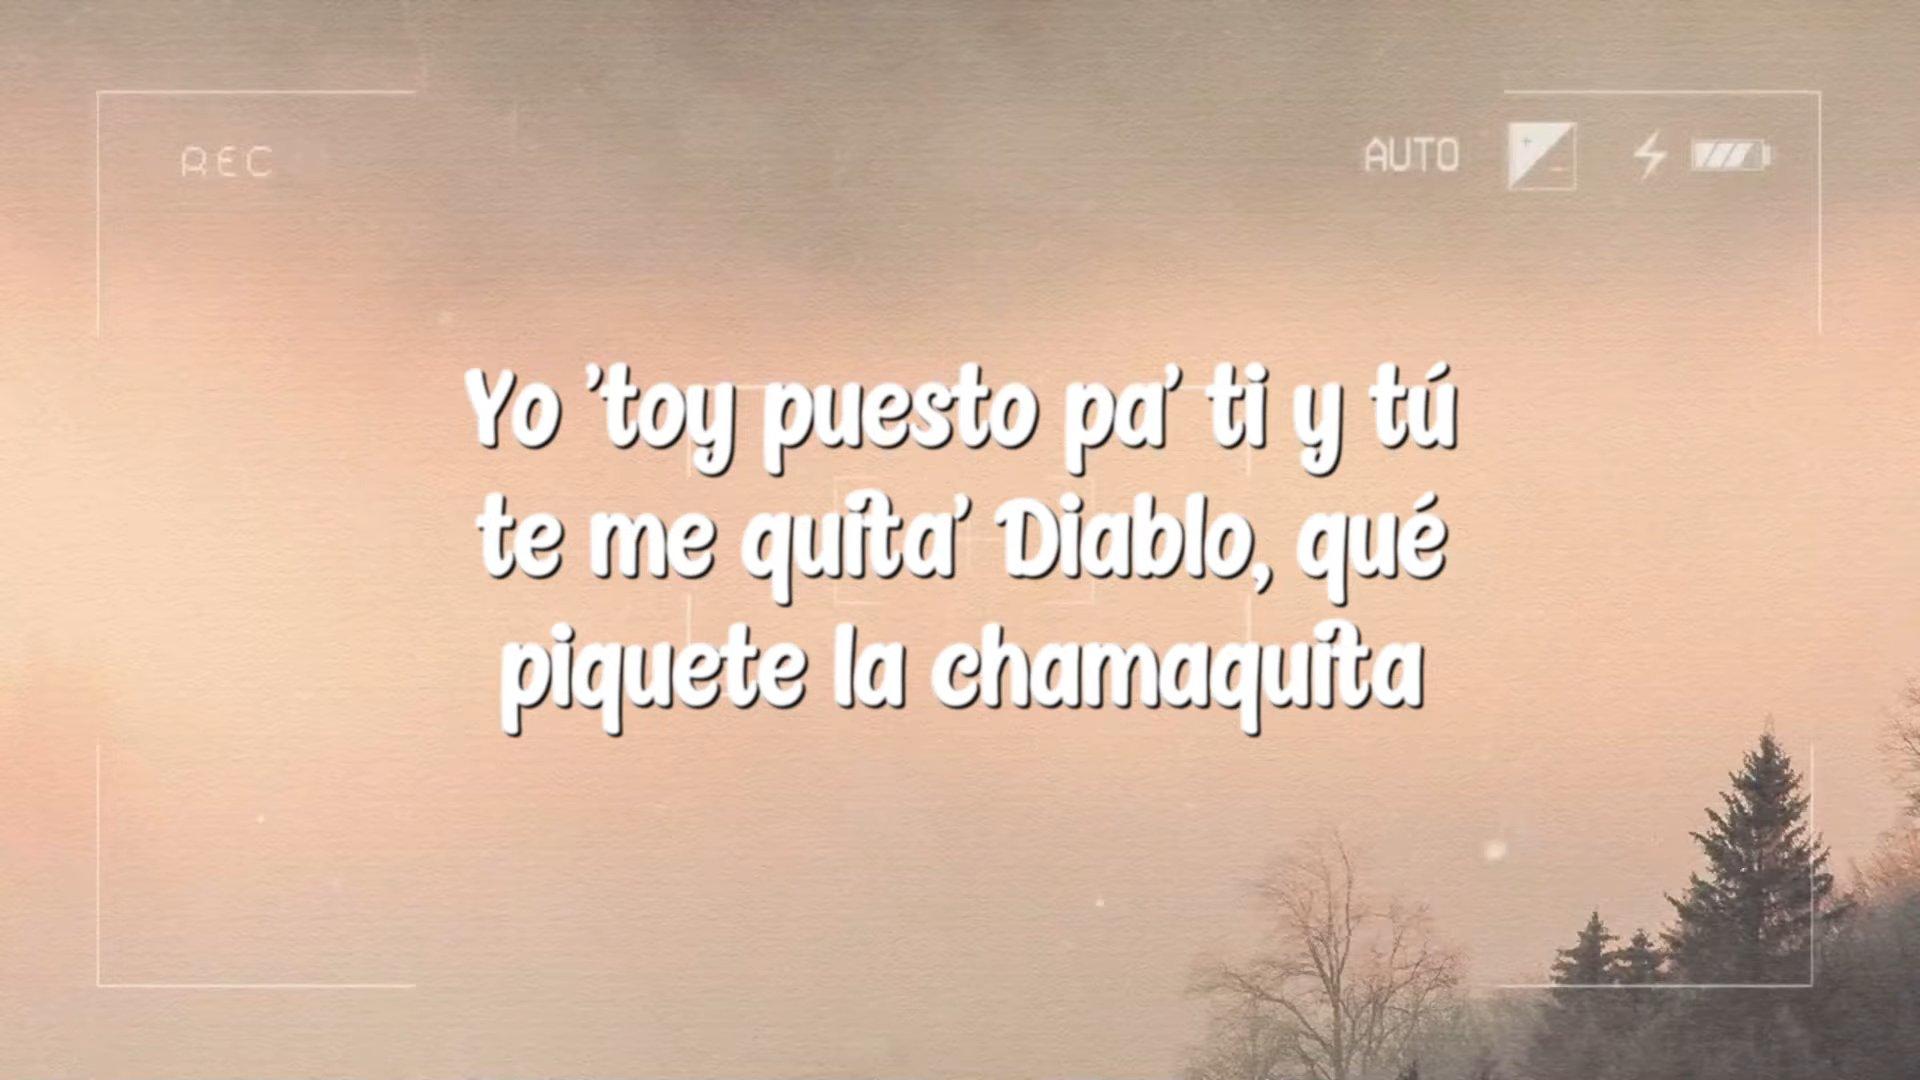 REC
AUTO
Yo 'toy puesto pa' ti y tú
te me quita' Diablo, qué
piquete la chamaquita